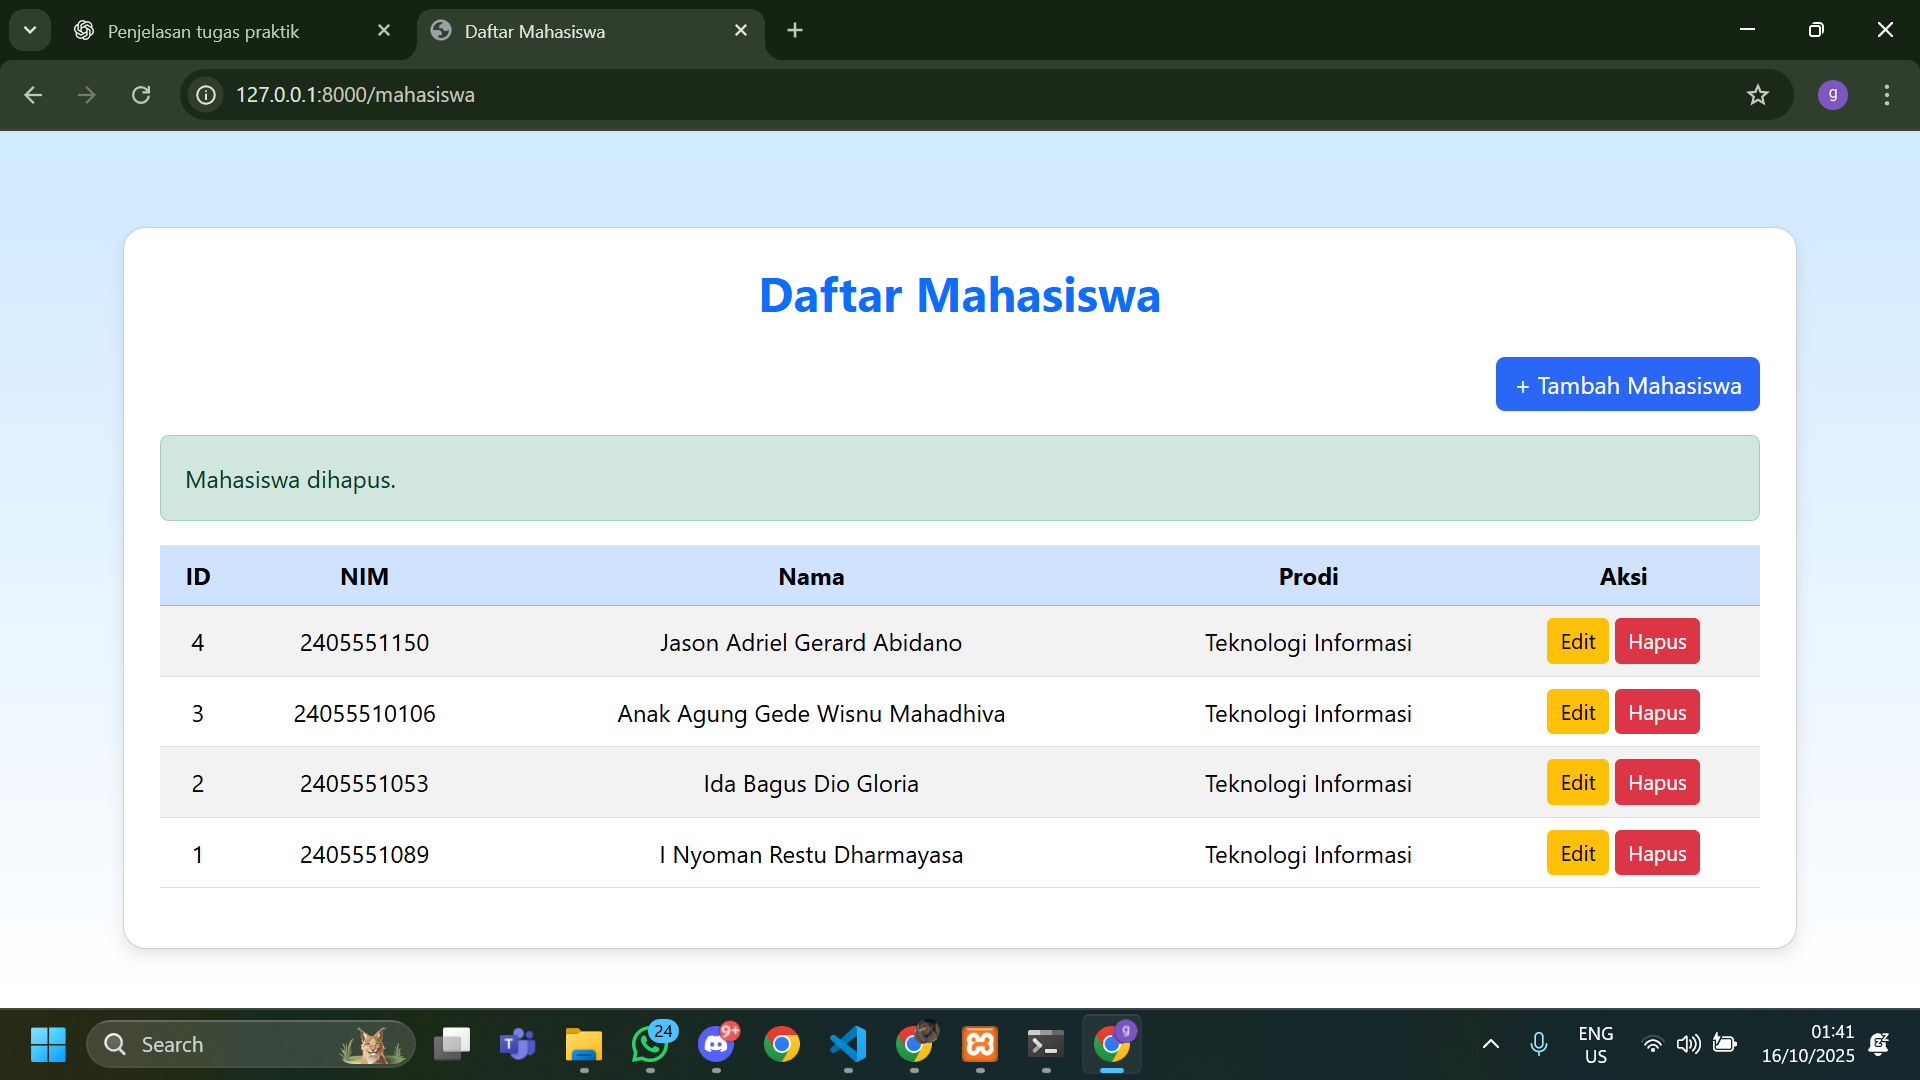 Penjelasan tugas praktik
Daftar Mahasiswa
127.0.0.1:8000/mahasiswa
g
Daftar Mahasiswa
+ Tambah Mahasiswa
Mahasiswa dihapus.
ID NIM Nama Prodi Aksi
4 2405551150 Jason Adriel Gerard Abidano Teknologi Informasi Edit Hapus
3 24055510106 Anak Agung Gede Wisnu Mahadhiva Teknologi Informasi Edit Hapus
2 2405551053 Ida Bagus Dio Gloria Teknologi Informasi Edit Hapus
1 2405551089 I Nyoman Restu Dharmayasa Teknologi Informasi Edit Hapus
Search
24
9+
g
ENG
US
01:41
16/10/2025